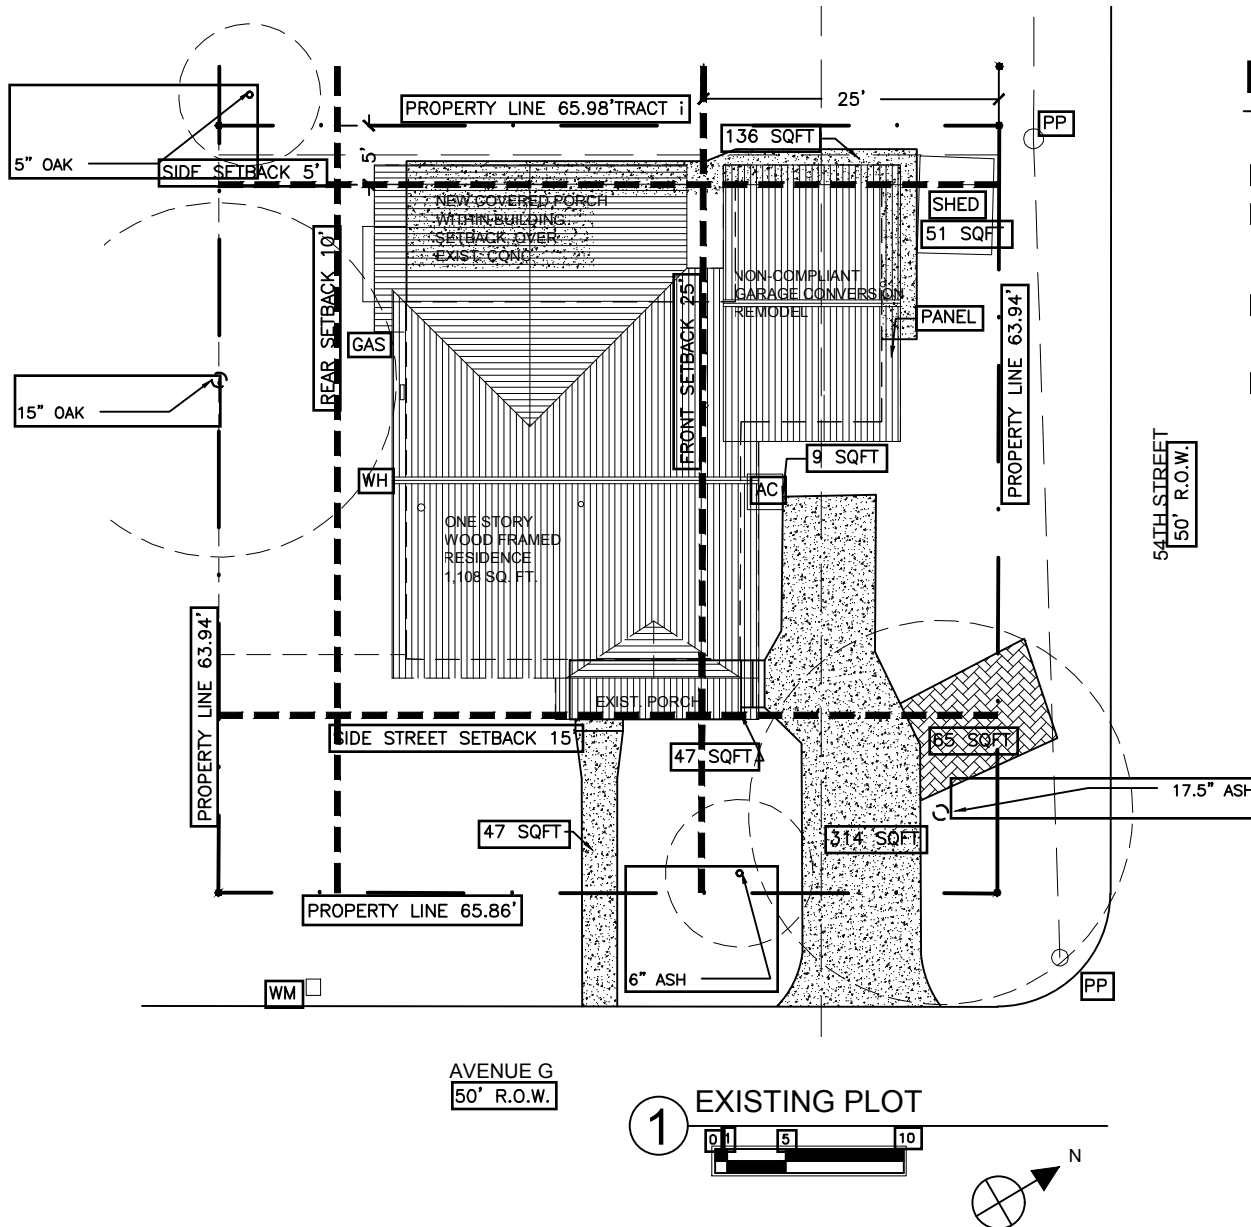 PROPERTY LINE 65.98'TRACT i
25'
PP
136 SQFT
5" OAK
SIDE SETBACK 5'
5'
SHED
51 SQFT
NEW COVERED PORCH
WITHIN BUILDING
SETBACK OVER
EXIST. CONC.
REAR SETBACK 10'
FRONT SETBACK 25'
NON-COMPLIANT
GARAGE CONVERSION
REMODEL
PANEL
PROPERTY LINE 63.94'
GAS
15" OAK
54TH STREET
50' R.O.W.
9 SQFT
WH
AC
ONE STORY
WOOD FRAMED
RESIDENCE
1,108 SQ. FT.
PROPERTY LINE 63.94'
EXIST. PORCH
SIDE STREET SETBACK 15'
47 SQFT
65 SQFT
17.5" ASH
47 SQFT
314 SQFT
PROPERTY LINE 65.86'
6" ASH
WM
PP
AVENUE G
50' R.O.W.
1
EXISTING PLOT
0 1 5 10
N